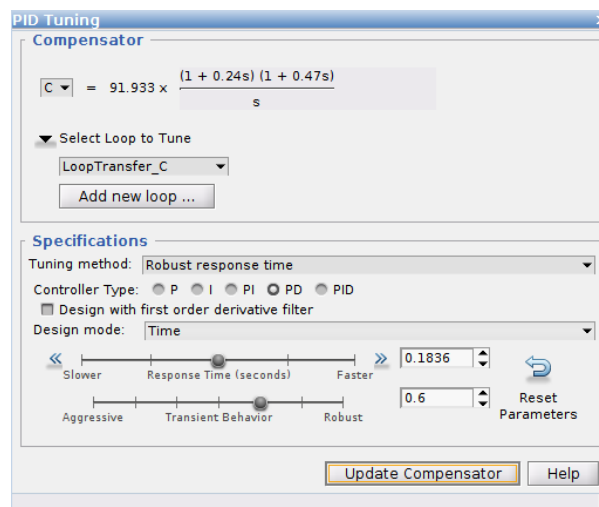 PID Tuning
Compensator
(1 + 0.24s) (1 + 0.47s)
C = 91.933 x
s
Select Loop to Tune
LoopTransfer_C
Add new loop ...
Specifications
Tuning method: Robust response time
Controller Type: P I PI PD PID
Design with first order derivative filter
Design mode: Time
0.1836
Slower Response Time (seconds) Faster
0.6
Reset
Aggressive Transient Behavior Robust Parameters
Update Compensator Help